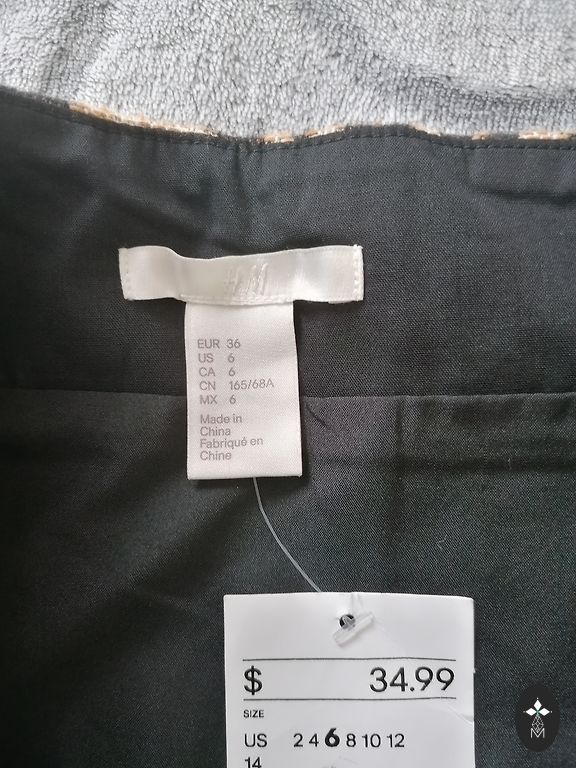 H&M
EUR 36
US 6
CA 6
CN 165/68A
MX 6
Made in
China
Fabriqué en
Chine
$ 34.99
SIZE
US 2 4 6 8 10 12
14
M